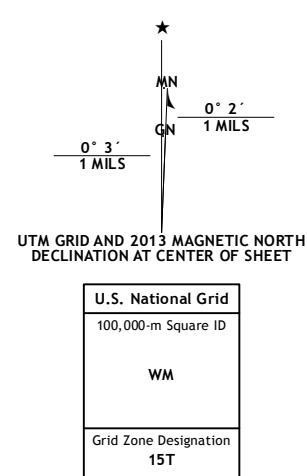 ★
MN
0° 2´
1 MILS
GN
0° 3´
1 MILS
UTM GRID AND 2013 MAGNETIC NORTH
DECLINATION AT CENTER OF SHEET
U.S. National Grid
100,000-m Square ID
WM
Grid Zone Designation
15T